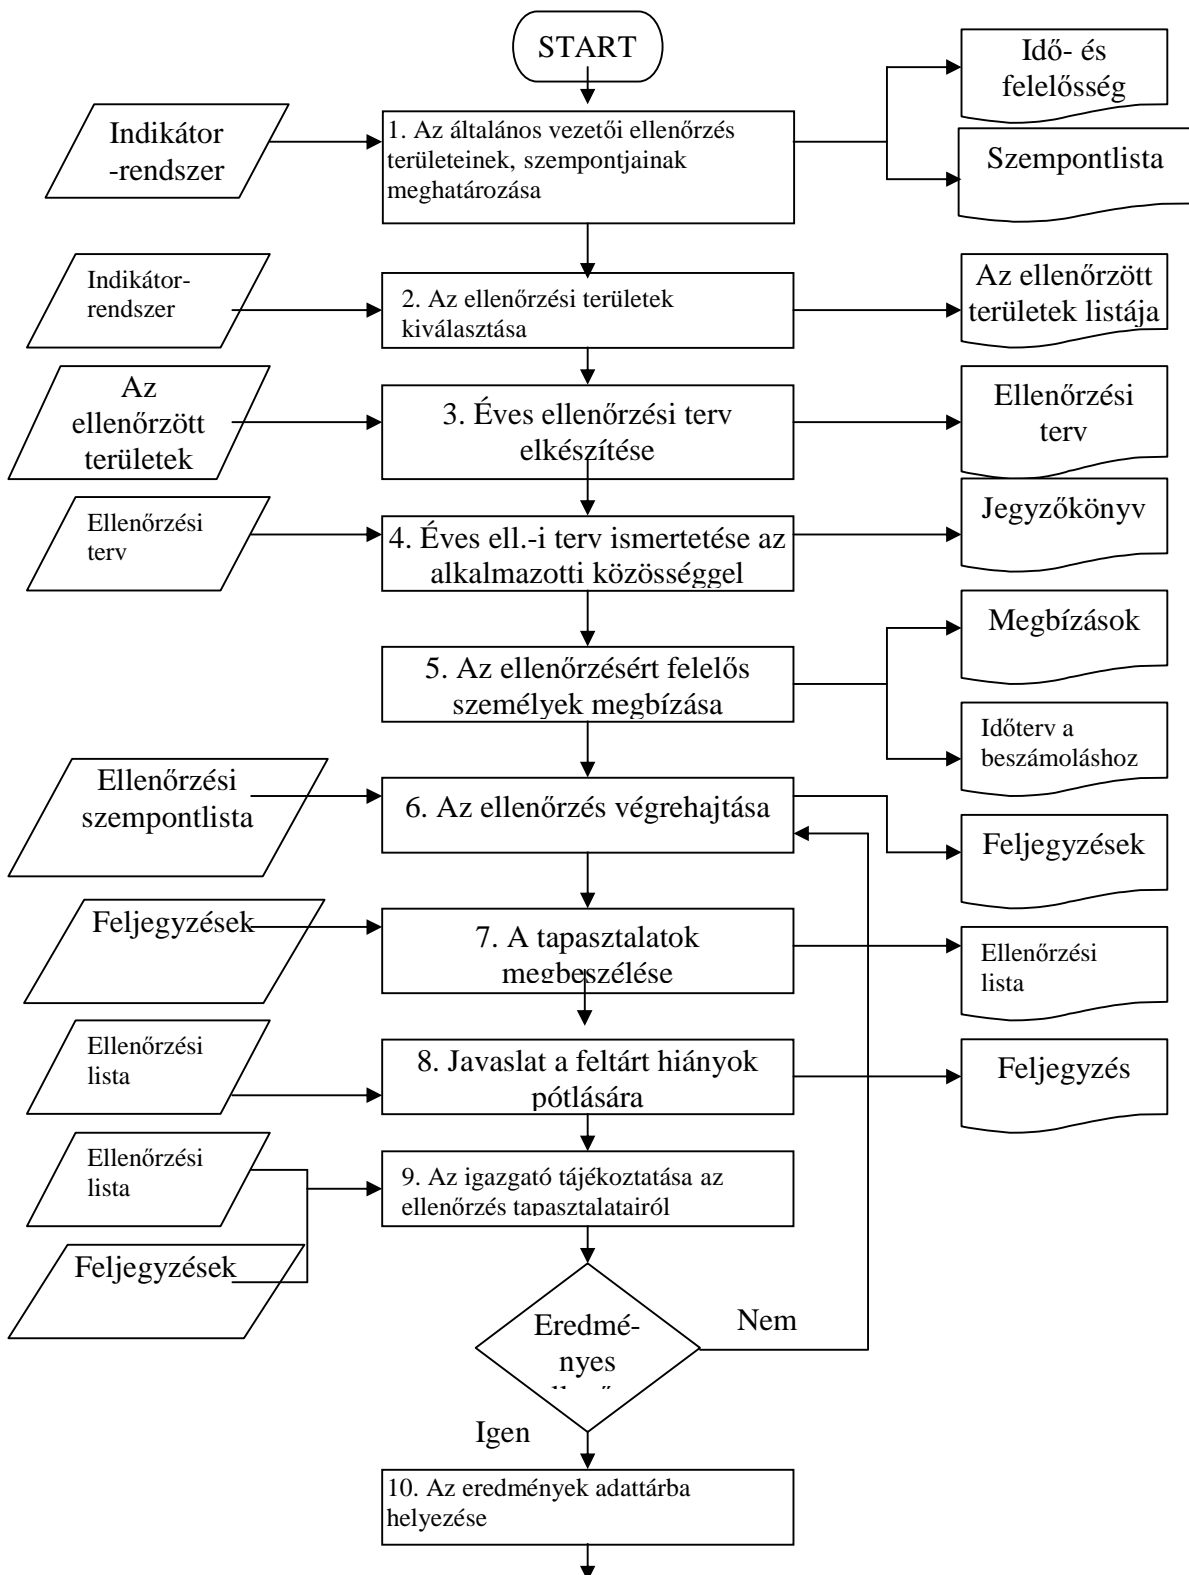 START
Idő- és
felelősség
Indikátor
-rendszer
1. Az általános vezetői ellenőrzés
területeinek, szempontjainak
meghatározása
Szempontlista
Indikátor-
rendszer
2. Az ellenőrzési területek
kiválasztása
Az ellenőrzött
területek listája
Az
ellenőrzött
területek
3. Éves ellenőrzési terv
elkészítése
Ellenőrzési
terv
Ellenőrzési
terv
4. Éves ell.-i terv ismertetése az
alkalmazotti közösséggel
Jegyzőkönyv
5. Az ellenőrzésért felelős
személyek megbízása
Megbízások
Időterv a
beszámoláshoz
Ellenőrzési
szempontlista
6. Az ellenőrzés végrehajtása
Feljegyzések
Feljegyzések
7. A tapasztalatok
megbeszélése
Ellenőrzési
lista
Ellenőrzési
lista
8. Javaslat a feltárt hiányok
pótlására
Feljegyzés
Ellenőrzési
lista
9. Az igazgató tájékoztatása az
ellenőrzés tapasztalatairól
Feljegyzések
Eredmé-
nyes
Nem
Igen
10. Az eredmények adattárba
helyezése